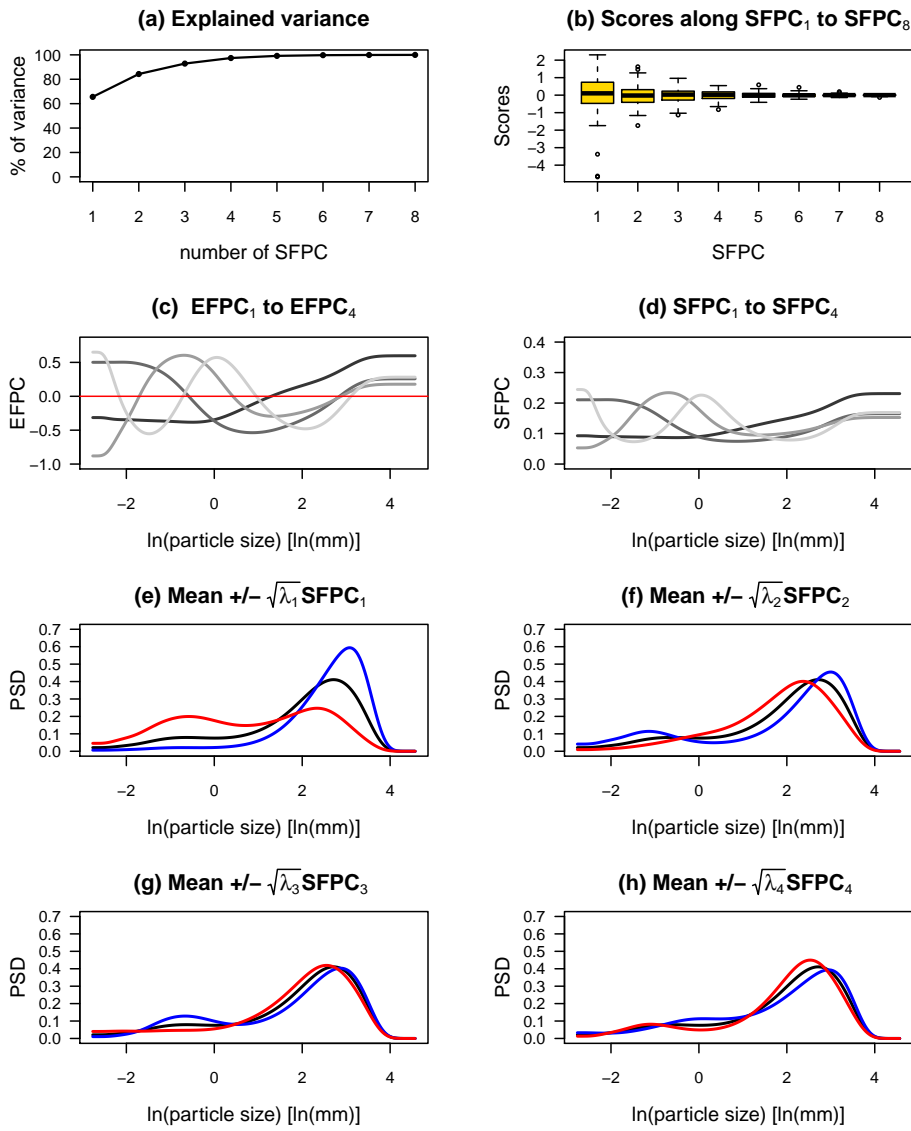 (a) Explained variance
% of variance
100
80
60
40
20
0
1 2 3 4 5 6 7 8
number of SFPC
(b) Scores along SFPC₁ to SFPC₈
Scores
2
1
0
−1
−2
−3
−4
1 2 3 4 5 6 7 8
SFPC
(c) EFPC₁ to EFPC₄
EFPC
0.5
0.0
−0.5
−1.0
−2 0 2 4
ln(particle size) [ln(mm)]
(d) SFPC₁ to SFPC₄
SFPC
0.4
0.3
0.2
0.1
0.0
−2 0 2 4
ln(particle size) [ln(mm)]
(e) Mean +/− √λ₁SFPC₁
PSD
0.7
0.6
0.5
0.4
0.3
0.2
0.1
0.0
−2 0 2 4
ln(particle size) [ln(mm)]
(f) Mean +/− √λ₂SFPC₂
PSD
0.7
0.6
0.5
0.4
0.3
0.2
0.1
0.0
−2 0 2 4
ln(particle size) [ln(mm)]
(g) Mean +/− √λ₃SFPC₃
PSD
0.7
0.6
0.5
0.4
0.3
0.2
0.1
0.0
−2 0 2 4
ln(particle size) [ln(mm)]
(h) Mean +/− √λ₄SFPC₄
PSD
0.7
0.6
0.5
0.4
0.3
0.2
0.1
0.0
−2 0 2 4
ln(particle size) [ln(mm)]